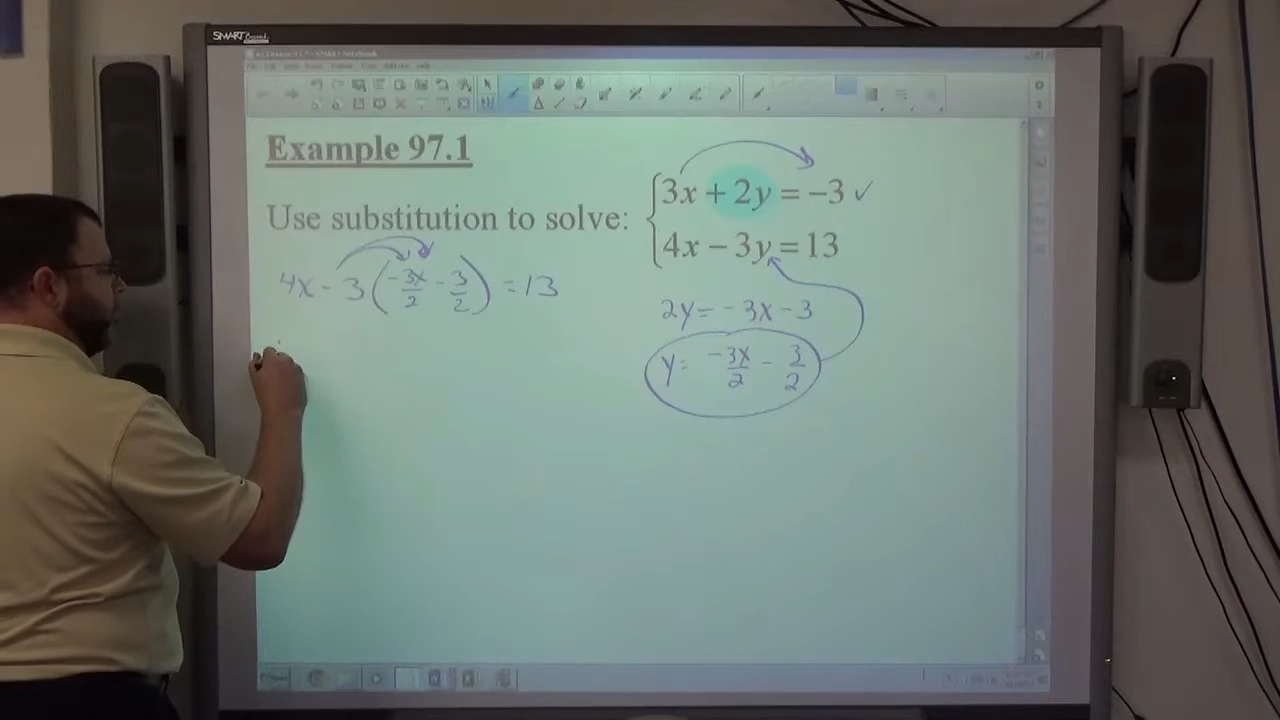 SMART Board
Example 97.1
Use substitution to solve:
3x + 2y = −3 ✓
4x − 3y = 13
4x - 3(-3x/2 - 3/2) = 13
2y = -3x - 3
y = -3x/2 - 3/2